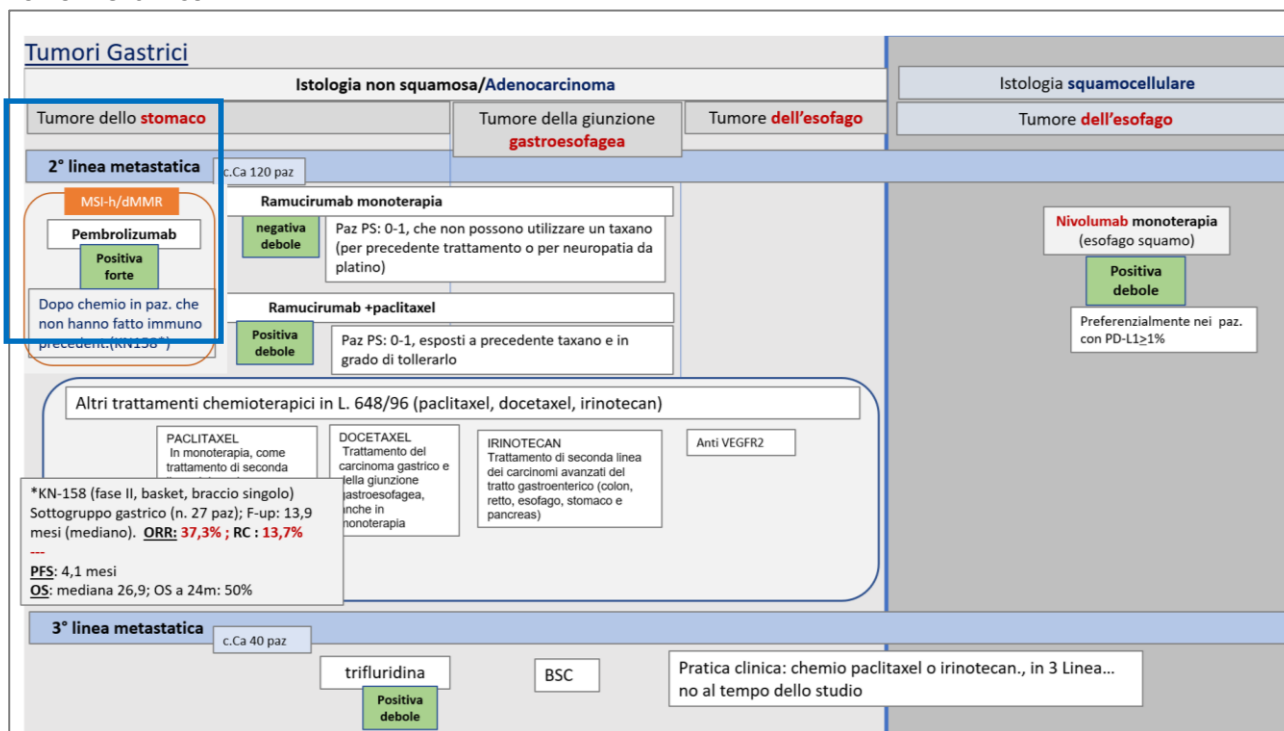 Tumori Gastrici
Istologia non squamosa/Adenocarcinoma
Istologia squamocellulare
Tumore dello stomaco
Tumore della giunzione
gastroesofagea
Tumore dell'esofago
Tumore dell'esofago
2° linea metastatica
c.Ca 120 paz
MSI-h/dMMR
Pembrolizumab
Positiva
forte
Dopo chemio in paz. che
non hanno fatto immuno
precedent.(KN158*)
Ramucirumab monoterapia
negativa
debole
Paz PS: 0-1, che non possono utilizzare un taxano
(per precedente trattamento o per neuropatia da
platino)
Ramucirumab +paclitaxel
Positiva
debole
Paz PS: 0-1, esposti a precedente taxano e in
grado di tollerarlo
Nivolumab monoterapia
(esofago squamo)
Positiva
debole
Preferenzialmente nei paz.
con PD-L1≥1%
Altri trattamenti chemioterapici in L. 648/96 (paclitaxel, docetaxel, irinotecan)
PACLITAXEL
In monoterapia, come
trattamento di seconda
DOCETAXEL
Trattamento del
carcinoma gastrico e
della giunzione
gastroesofagea,
anche in
monoterapia
IRINOTECAN
Trattamento di seconda linea
dei carcinomi avanzati del
tratto gastroenterico (colon,
retto, esofago, stomaco e
pancreas)
Anti VEGFR2
*KN-158 (fase II, basket, braccio singolo)
Sottogruppo gastrico (n. 27 paz); F-up: 13,9
mesi (mediano). ORR: 37,3% ; RC : 13,7%
---
PFS: 4,1 mesi
OS: mediana 26,9; OS a 24m: 50%
3° linea metastatica
c.Ca 40 paz
trifluridina
Positiva
debole
BSC
Pratica clinica: chemio paclitaxel o irinotecan., in 3 Linea...
no al tempo dello studio